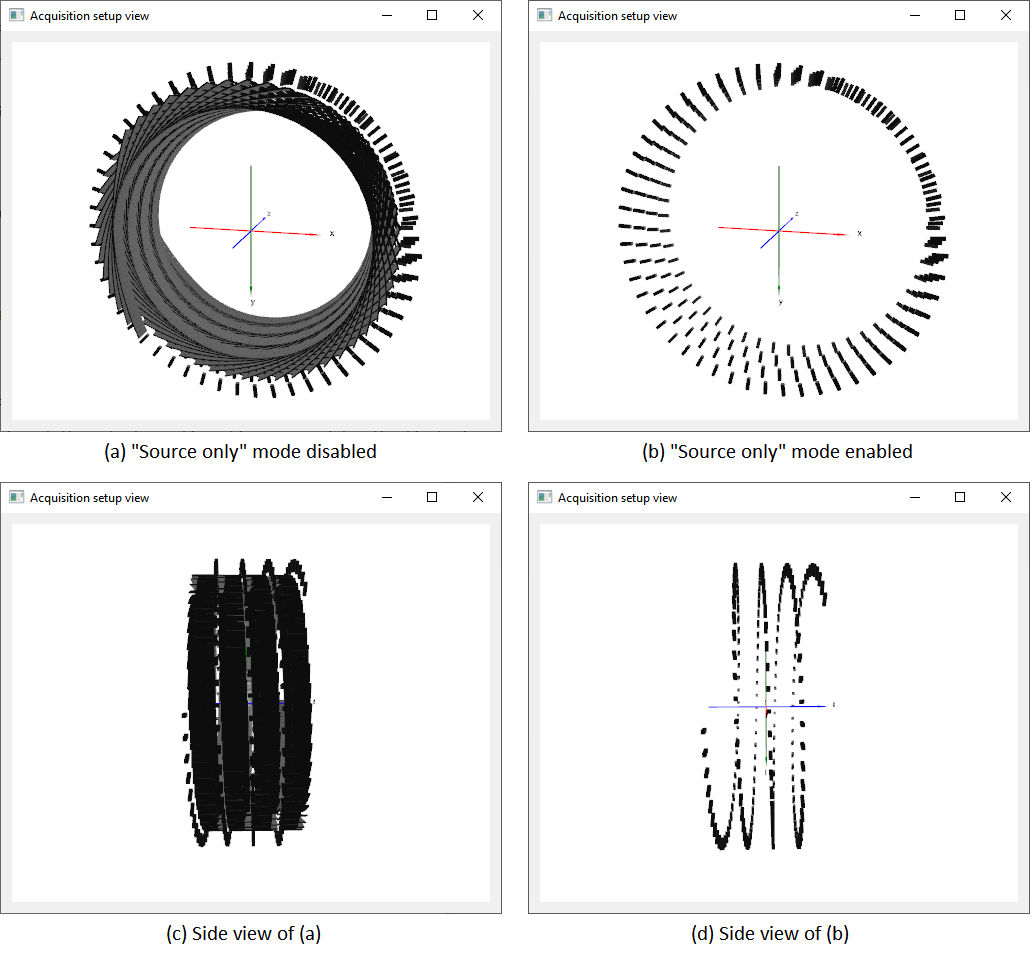 Acquisition setup view
Acquisition setup view
z
x
y
z
x
y
(a) "Source only" mode disabled
(b) "Source only" mode enabled
Acquisition setup view
Acquisition setup view
(c) Side view of (a)
(d) Side view of (b)